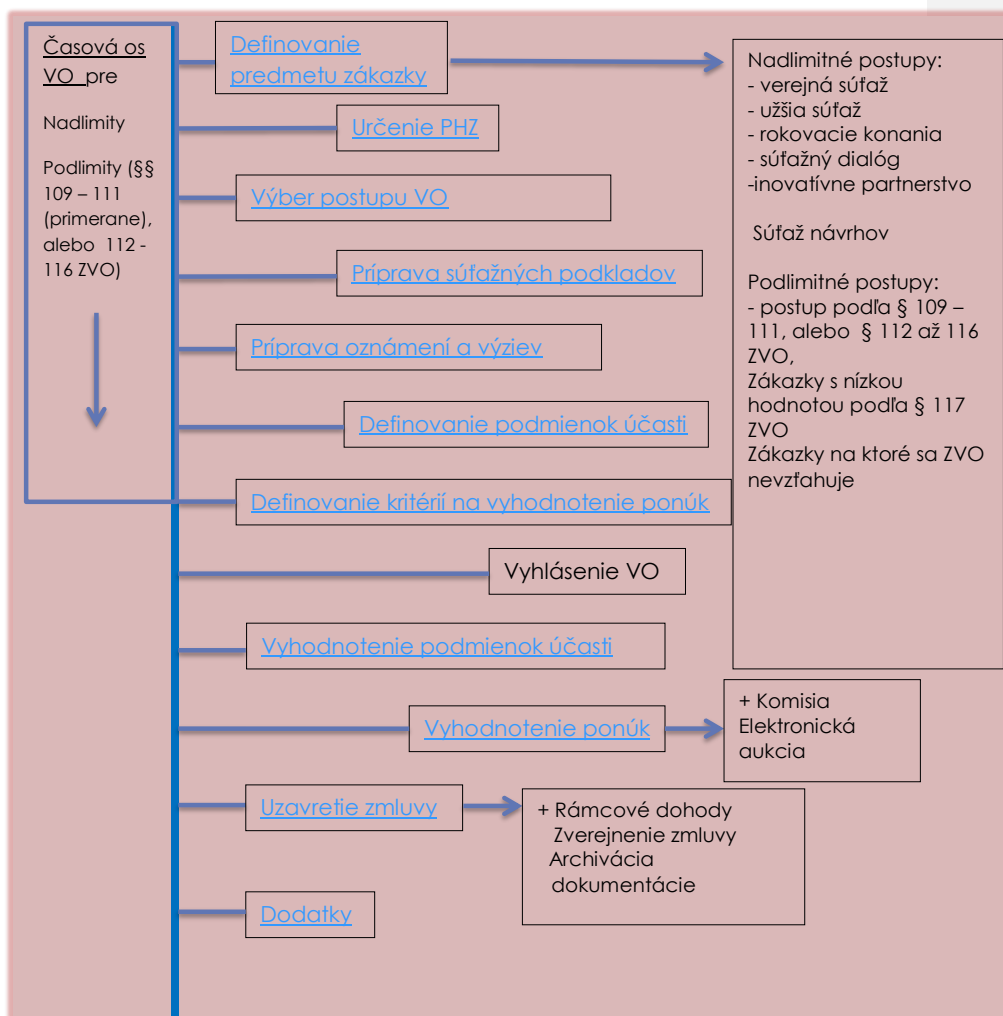 Časová os
VO pre
Nadlimity
Podlimity (§§
109 – 111
(primerane),
alebo 112 -
116 ZVO)
Definovanie
predmetu zákazky
Určenie PHZ
Výber postupu VO
Príprava súťažných podkladov
Príprava oznámení a výziev
Definovanie podmienok účasti
Definovanie kritérií na vyhodnotenie ponúk
Vyhlásenie VO
Vyhodnotenie podmienok účasti
Vyhodnotenie ponúk
Uzavretie zmluvy
Dodatky
Nadlimitné postupy:
- verejná súťaž
- užšia súťaž
- rokovacie konania
- súťažný dialóg
-inovatívne partnerstvo
Súťaž návrhov
Podlimitné postupy:
- postup podľa § 109 –
111, alebo § 112 až 116
ZVO,
Zákazky s nízkou
hodnotou podľa § 117
ZVO
Zákazky na ktoré sa ZVO
nevzťahuje
+ Komisia
Elektronická
aukcia
+ Rámcové dohody
Zverejnenie zmluvy
Archivácia
dokumentácie